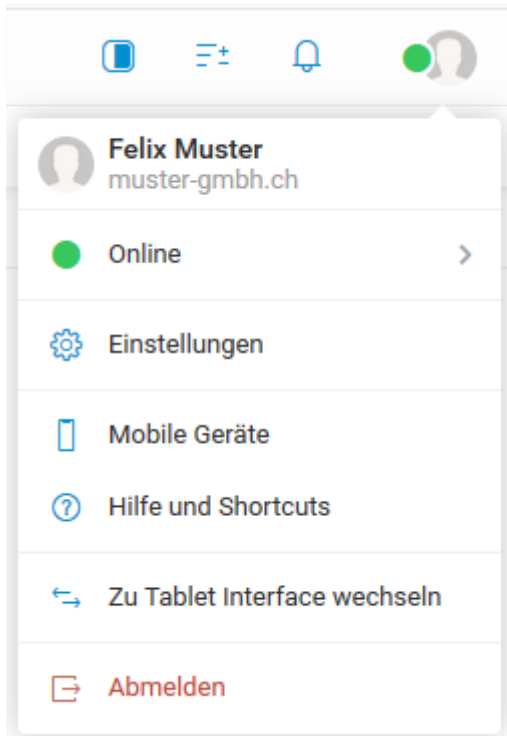 Felix Muster
muster-gmbh.ch
Online
Einstellungen
Mobile Geräte
Hilfe und Shortcuts
Zu Tablet Interface wechseln
Abmelden